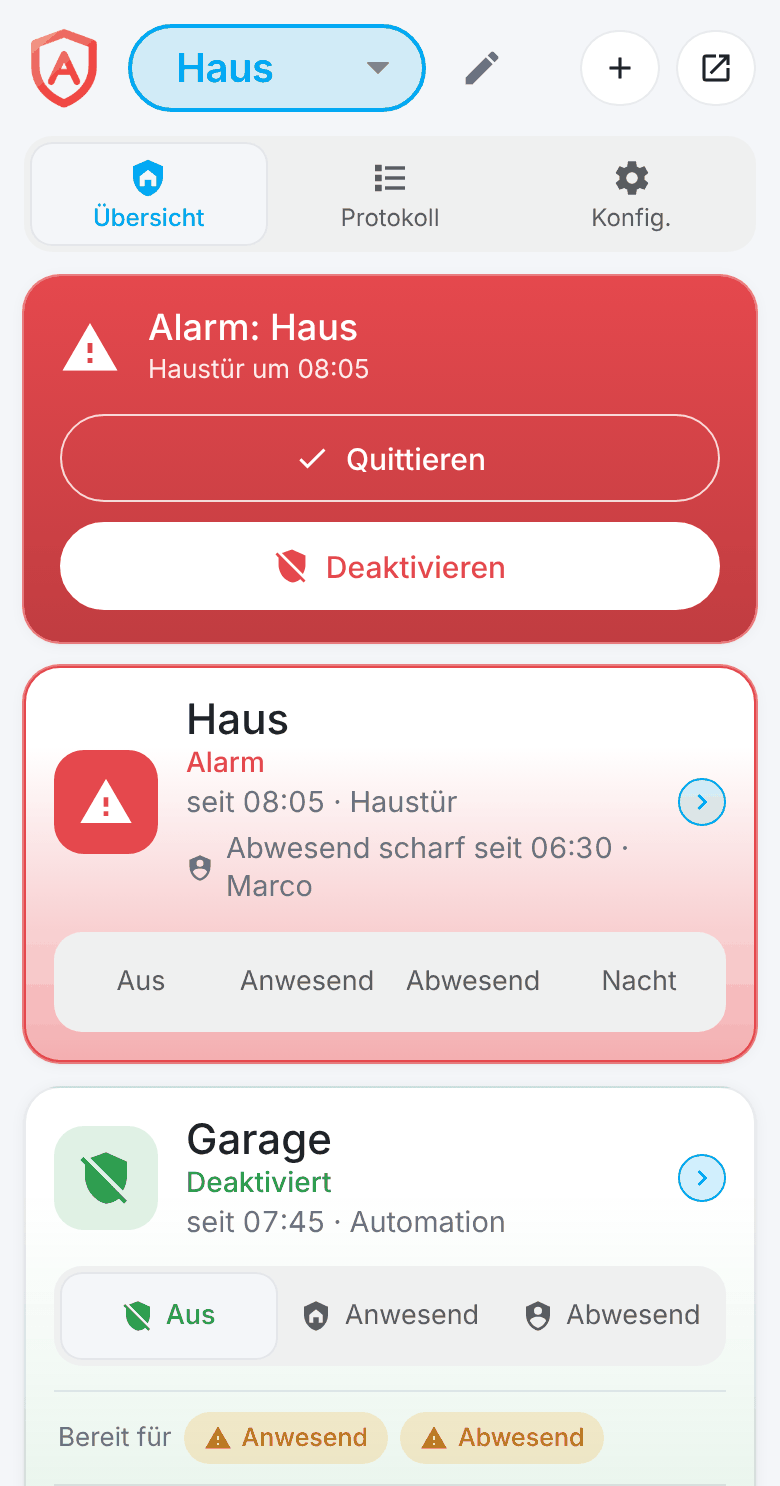 Haus
Übersicht
Protokoll
Konfig.
Alarm: Haus
Haustür um 08:05
Quittieren
Deaktivieren
Haus
Alarm
seit 08:05 · Haustür
Abwesend scharf seit 06:30 ·
Marco
Aus Anwesend Abwesend Nacht
Garage
Deaktiviert
seit 07:45 · Automation
Aus Anwesend Abwesend
Bereit für Anwesend Abwesend